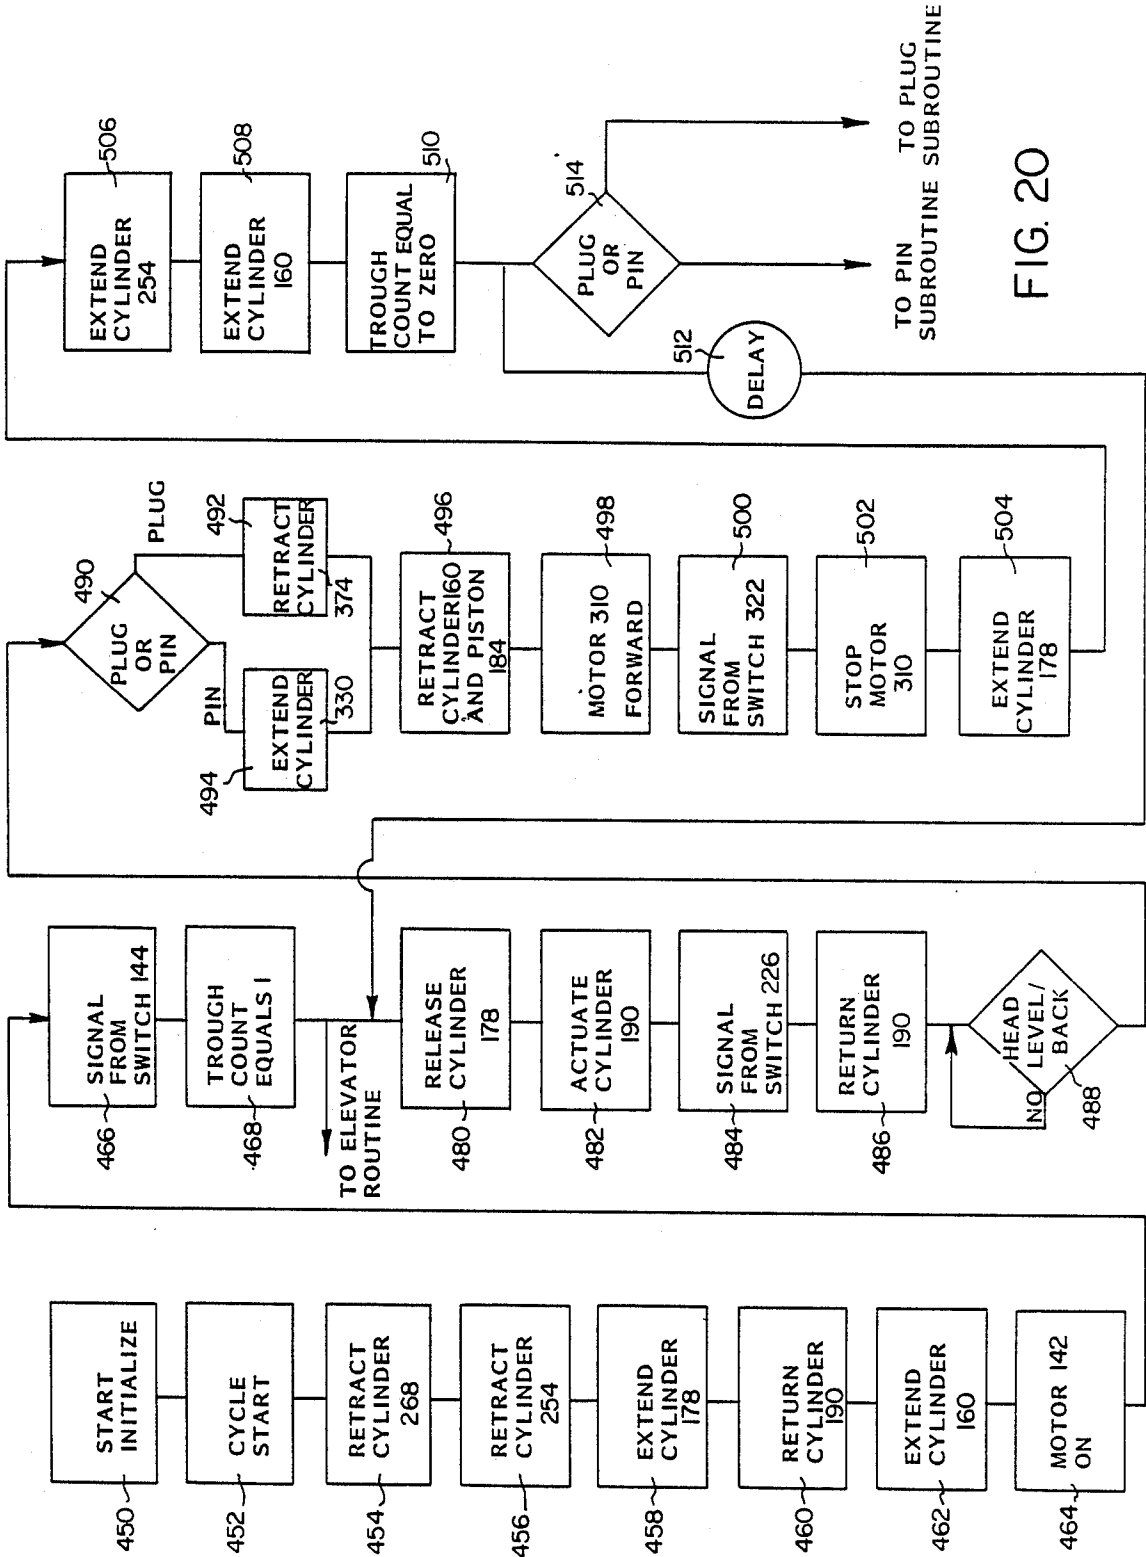 450
START
INITIALIZE
452
CYCLE
START
454
RETRACT
CYLINDER
268
456
RETRACT
CYLINDER
254
458
EXTEND
CYLINDER
178
460
RETURN
CYLINDER
190
462
EXTEND
CYLINDER
160
464
MOTOR 142
ON
466
SIGNAL
FROM
SWITCH 144
468
TROUGH
COUNT
EQUALS 1
TO ELEVATOR
ROUTINE
480
RELEASE
CYLINDER
178
482
ACTUATE
CYLINDER
190
484
SIGNAL
FROM
SWITCH 226
486
RETURN
CYLINDER
190
HEAD
LEVEL/
BACK
NO
488
490
PLUG
OR
PIN
PLUG
PIN
492
RETRACT
CYLINDER
374
494
EXTEND
CYLINDER
330
496
RETRACT
CYLINDER 160
AND PISTON
184
498
MOTOR 310
FORWARD
500
SIGNAL
FROM
SWITCH 322
502
STOP
MOTOR
310
504
EXTEND
CYLINDER
178
506
EXTEND
CYLINDER
254
508
EXTEND
CYLINDER
160
510
TROUGH
COUNT EQUAL
TO ZERO
512
DELAY
514
PLUG
OR
PIN
TO PIN
SUBROUTINE
TO PLUG
SUBROUTINE
FIG. 20